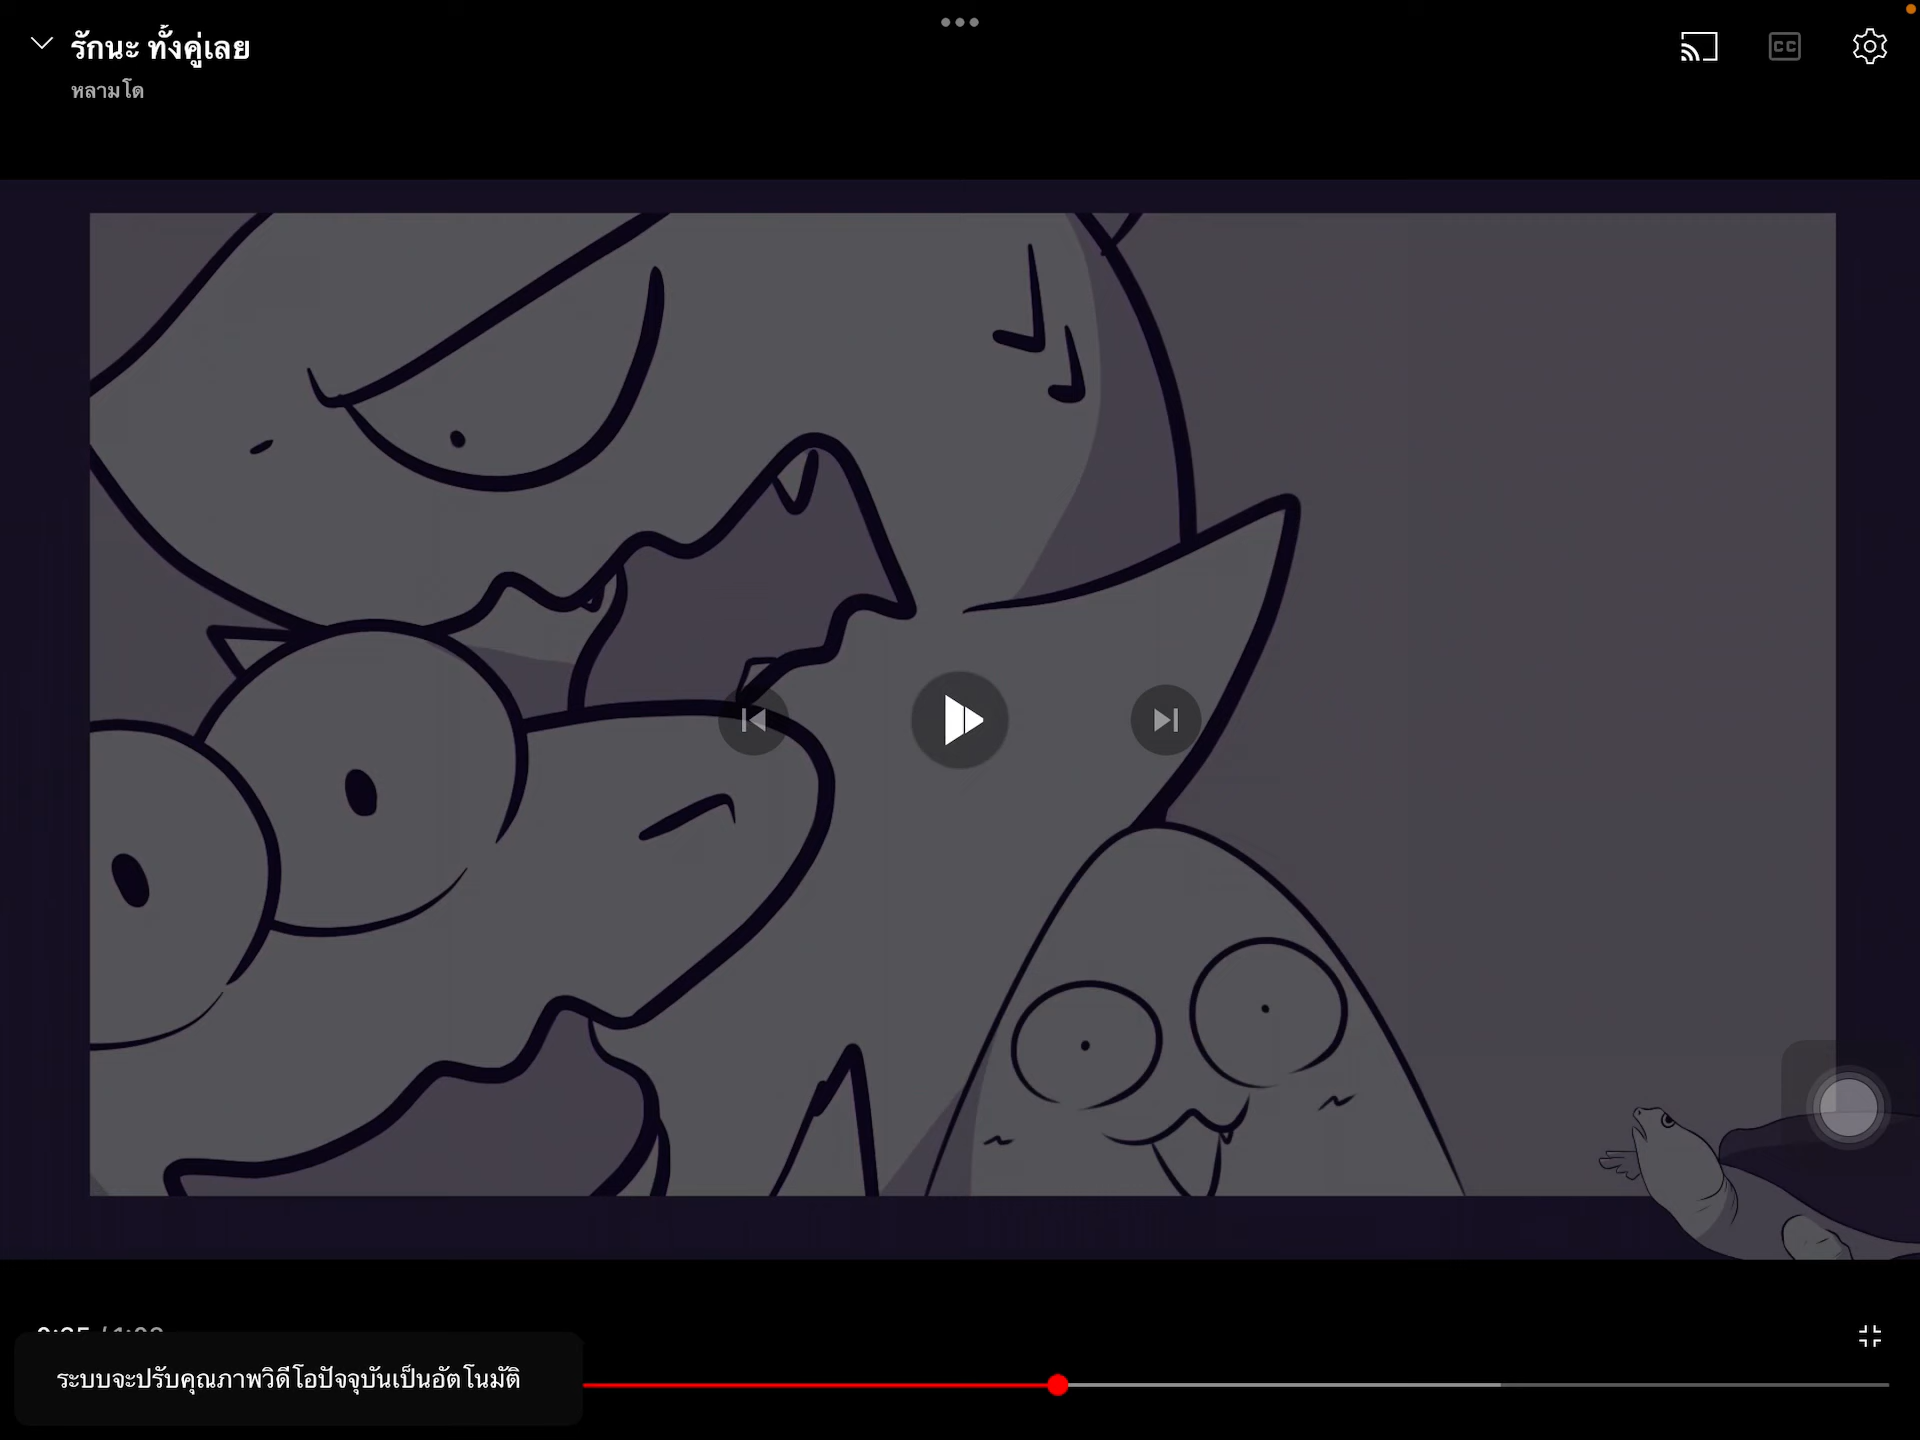 รักนะ ทั้งคู่เลย
CC
หลามโด
ระบบจะปรับคุณภาพวิดีโอปัจจุบันเป็นอัตโนมัติ